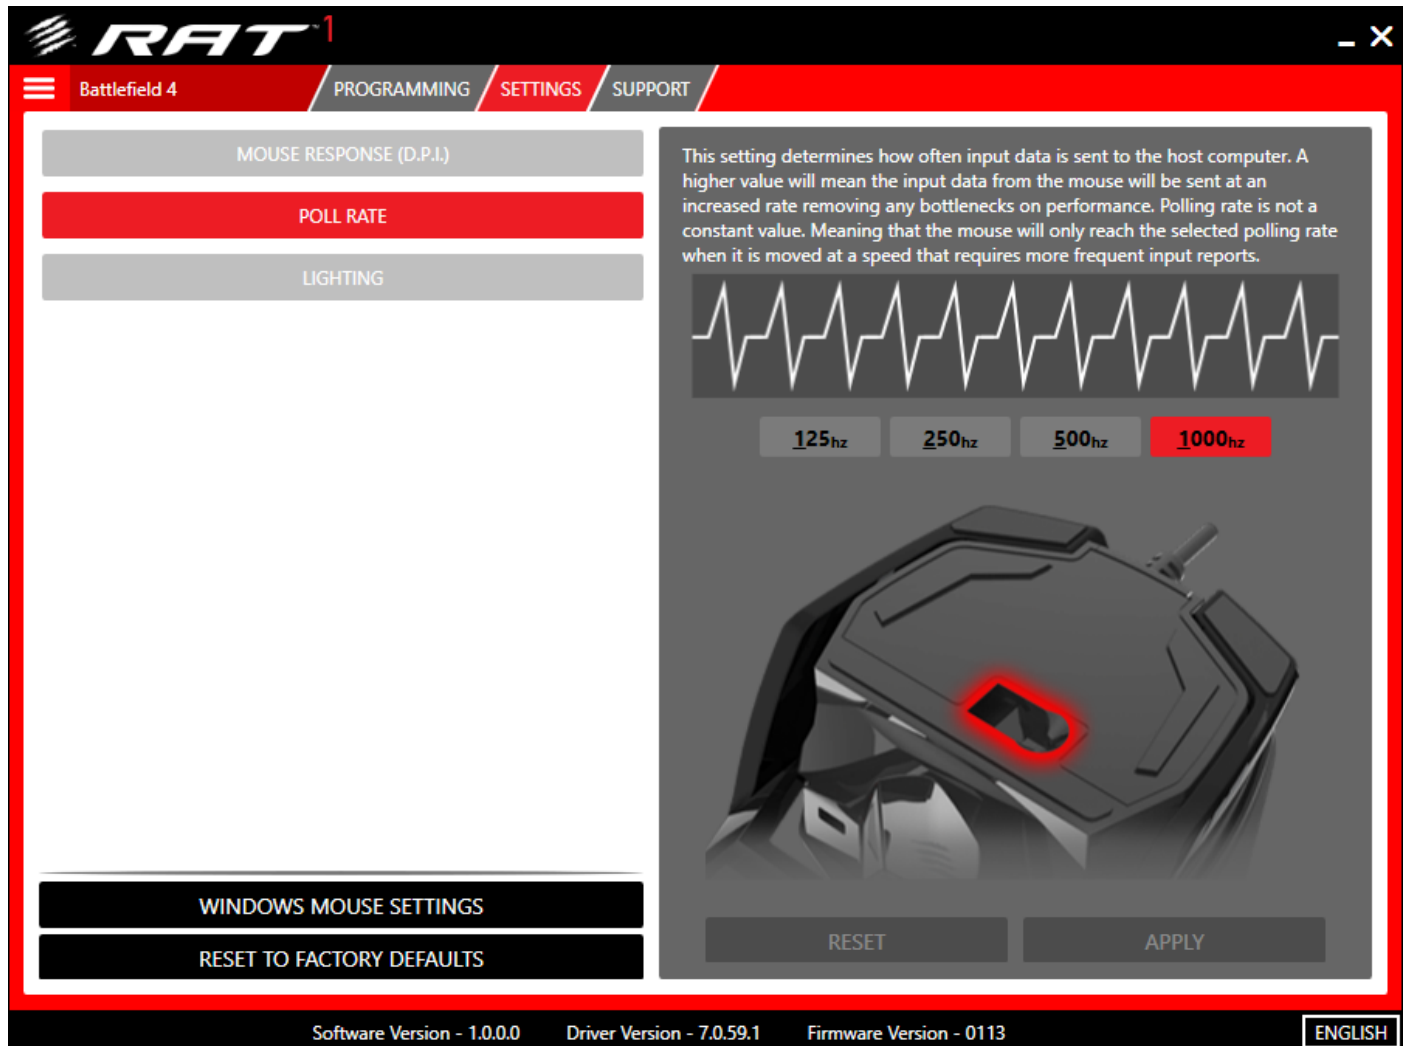 RAT™1
Battlefield 4
PROGRAMMING
SETTINGS
SUPPORT
MOUSE RESPONSE (D.P.I.)
POLL RATE
LIGHTING
WINDOWS MOUSE SETTINGS
RESET TO FACTORY DEFAULTS
This setting determines how often input data is sent to the host computer. A
higher value will mean the input data from the mouse will be sent at an
increased rate removing any bottlenecks on performance. Polling rate is not a
constant value. Meaning that the mouse will only reach the selected polling rate
when it is moved at a speed that requires more frequent input reports.
125hz
250hz
500hz
1000hz
RESET
APPLY
Software Version - 1.0.0.0
Driver Version - 7.0.59.1
Firmware Version - 0113
ENGLISH